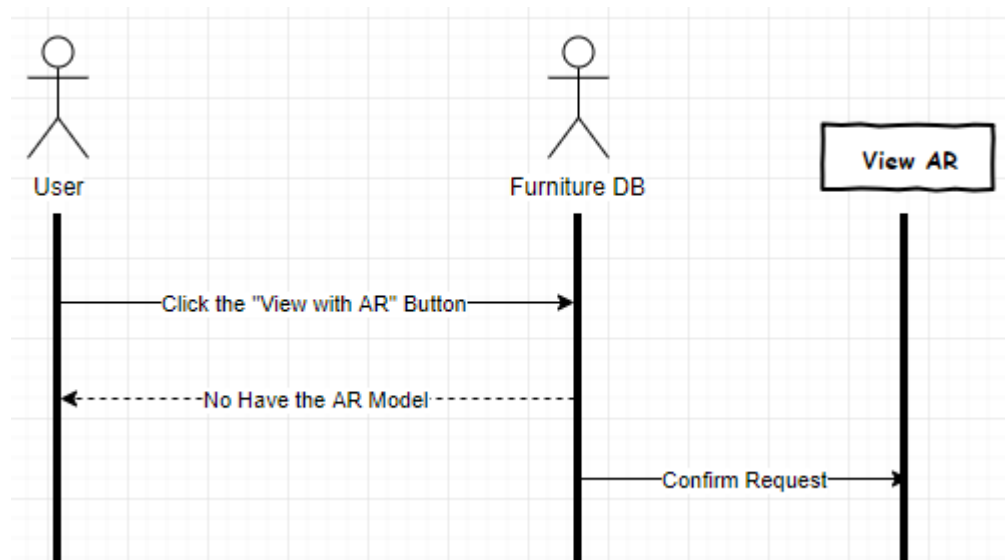 View AR
User
Furniture DB
Click the "View with AR" Button
No Have the AR Model
Confirm Request